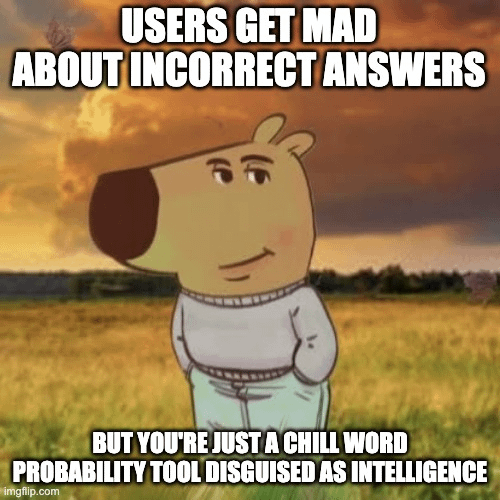 USERS GET MAD
ABOUT INCORRECT ANSWERS
BUT YOU'RE JUST A CHILL WORD
PROBABILITY TOOL DISGUISED AS INTELLIGENCE
imgflip.com